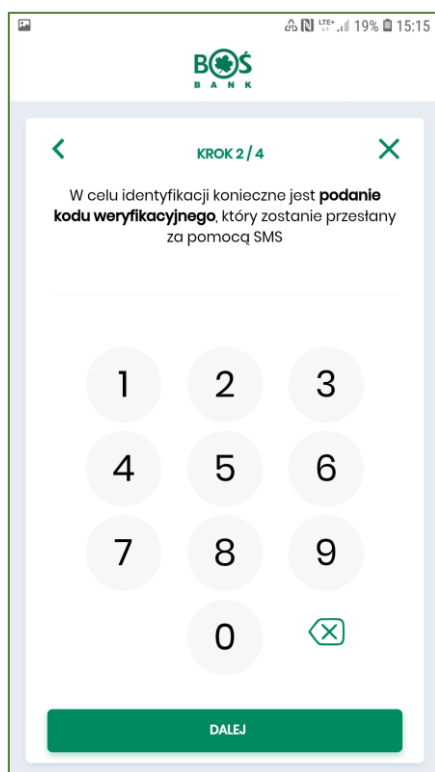 LTE+ 19% 15:15
BOŚ
BANK
KROK 2 / 4
W celu identyfikacji konieczne jest podanie
kodu weryfikacyjnego, który zostanie przesłany
za pomocą SMS
1 2 3
4 5 6
7 8 9
0
DALEJ